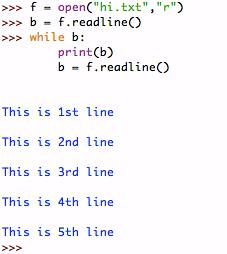 >>> f = open("hi.txt","r")
>>> b = f.readline()
>>> while b:
        print(b)
        b = f.readline()
This is 1st line
This is 2nd line
This is 3rd line
This is 4th line
This is 5th line
>>>